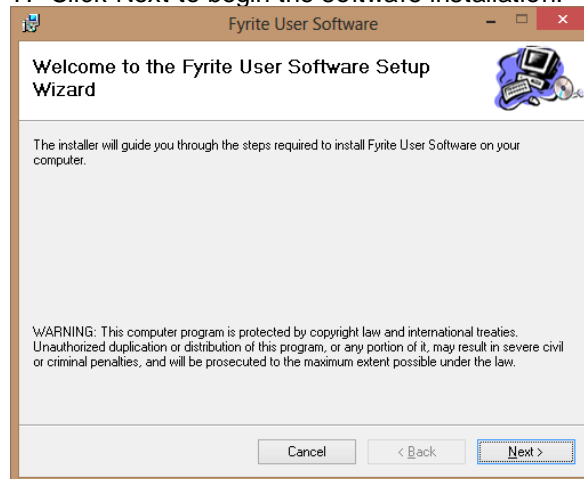 Click Next to begin the software installation.
Fyrite User Software
Welcome to the Fyrite User Software Setup
Wizard
The installer will guide you through the steps required to install Fyrite User Software on your
computer.
WARNING: This computer program is protected by copyright law and international treaties.
Unauthorized duplication or distribution of this program, or any portion of it, may result in severe civil
or criminal penalties, and will be prosecuted to the maximum extent possible under the law.
Cancel < Back Next >